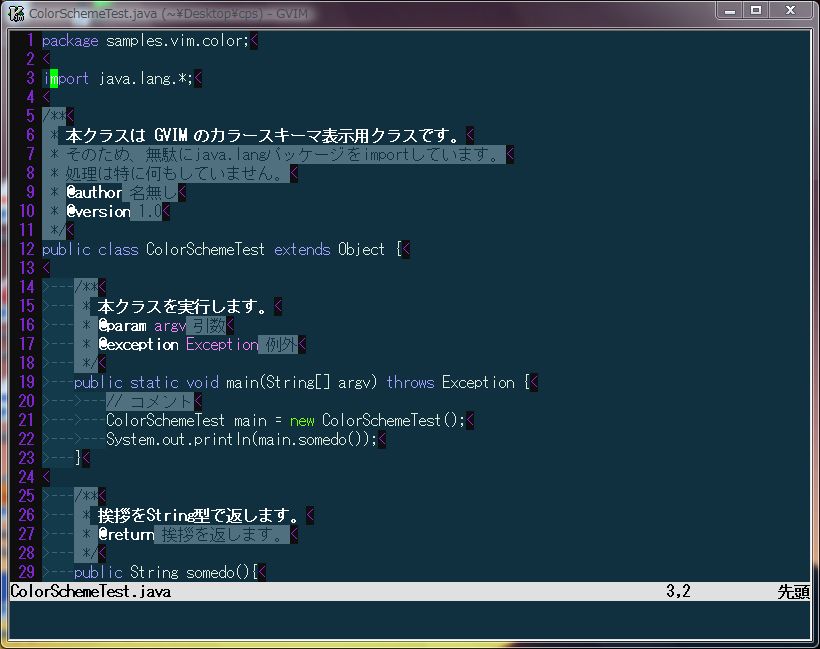 ColorSchemeTest.java (~¥Desktop¥cps) - GVIM
1 package samples.vim.color;<
2 <
3 import java.lang.*;<
4 <
5 /**<
6  * 本クラスは GVIM のカラースキーマ表示用クラスです。<
7  * そのため、無駄にjava.langパッケージをimportしています。<
8  * 処理は特に何もしていません。<
9  * @author 名無し<
10  * @version 1.0<
11  */<
12 public class ColorSchemeTest extends Object {<
13 <
14 >---/**<
15 >--- * 本クラスを実行します。<
16 >--- * @param argv 引数<
17 >--- * @exception Exception 例外<
18 >--- */<
19 >---public static void main(String[] argv) throws Exception {<
20 >--->---// コメント<
21 >--->---ColorSchemeTest main = new ColorSchemeTest();<
22 >--->---System.out.println(main.somedo());<
23 >---}<
24 <
25 >---/**<
26 >--- * 挨拶をString型で返します。<
27 >--- * @return 挨拶を返します。<
28 >--- */<
29 >---public String somedo(){<
ColorSchemeTest.java 3,2 先頭